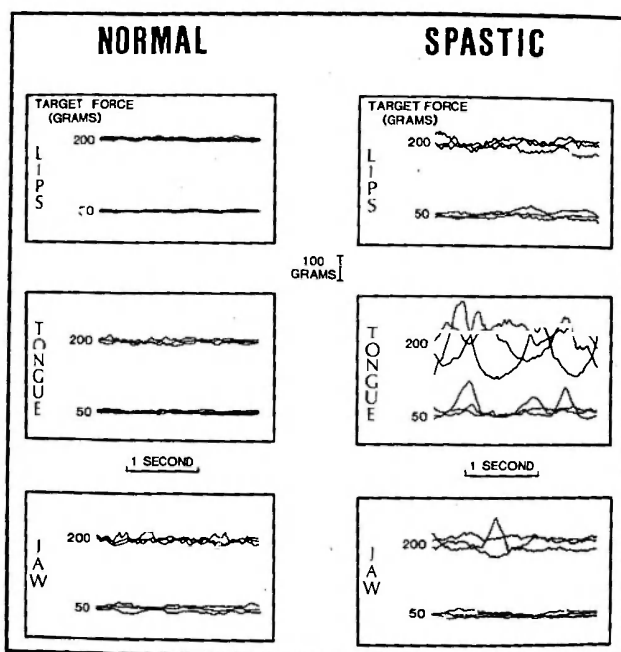 NORMAL
SPASTIC
TARGET FORCE
(GRAMS)
LIPS
200
TARGET FORCE
(GRAMS)
LIPS
200
50
100
GRAMS
TONGUE
200
50
TONGUE
200
50
1 SECOND
1 SECOND
JAW
200
50
JAW
200
50